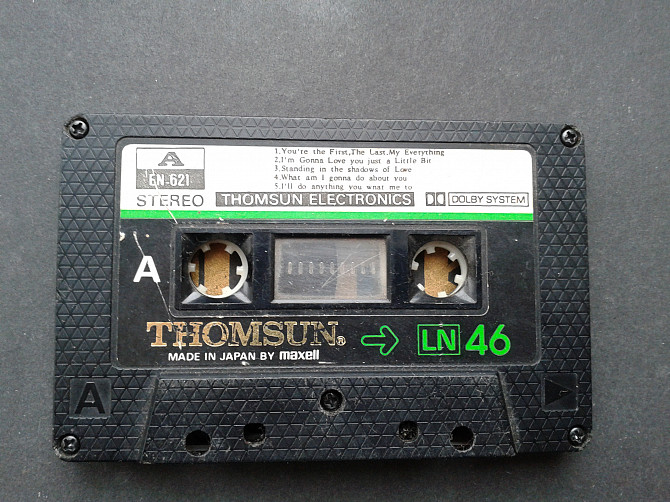 A
EN-621
STEREO
1.You're the First,The Last.My Everything
2,I'm Gonna Love you just a Little Bit
3.Standing in the shadows of Love
4.What am I gonna do about you
5.I'll do anything you wnat me to
THOMSUN ELECTRONICS
DOLBY SYSTEM
A
THOMSUN®
MADE IN JAPAN BY maxell
LN 46
A